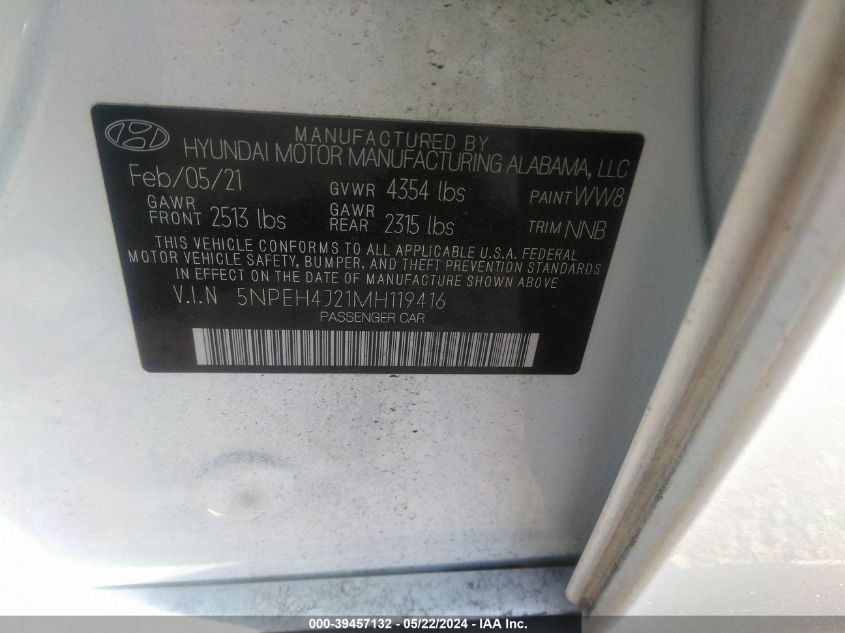 MANUFACTURED BY
HYUNDAI MOTOR MANUFACTURING ALABAMA, LLC
Feb/05/21 GVWR 4354 lbs PAINT WW8
GAWR FRONT 2513 lbs GAWR REAR 2315 lbs TRIM NNB
THIS VEHICLE CONFORMS TO ALL APPLICABLE U.S.A. FEDERAL
MOTOR VEHICLE SAFETY, BUMPER, AND THEFT PREVENTION STANDARDS
IN EFFECT ON THE DATE OF MANUFACTURE SHOWN ABOVE.
V.I.N 5NPEH4J21MH119416
PASSENGER CAR
000-39457132 - 05/22/2024 - IAA Inc.